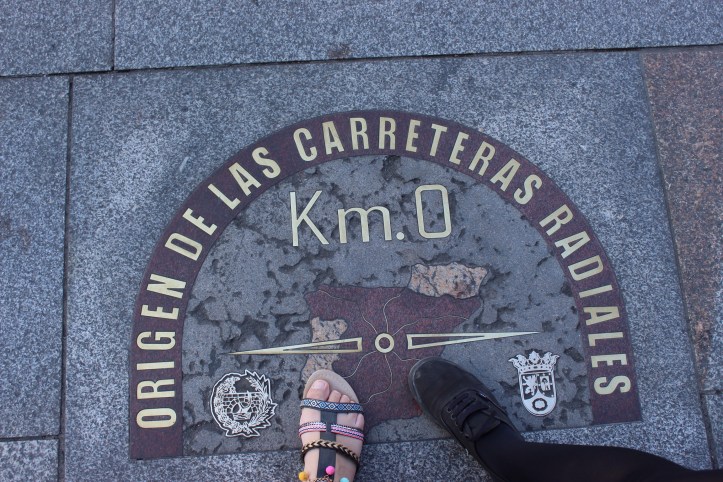 ORIGEN DE LAS CARRETERAS RADIALES
Km.0